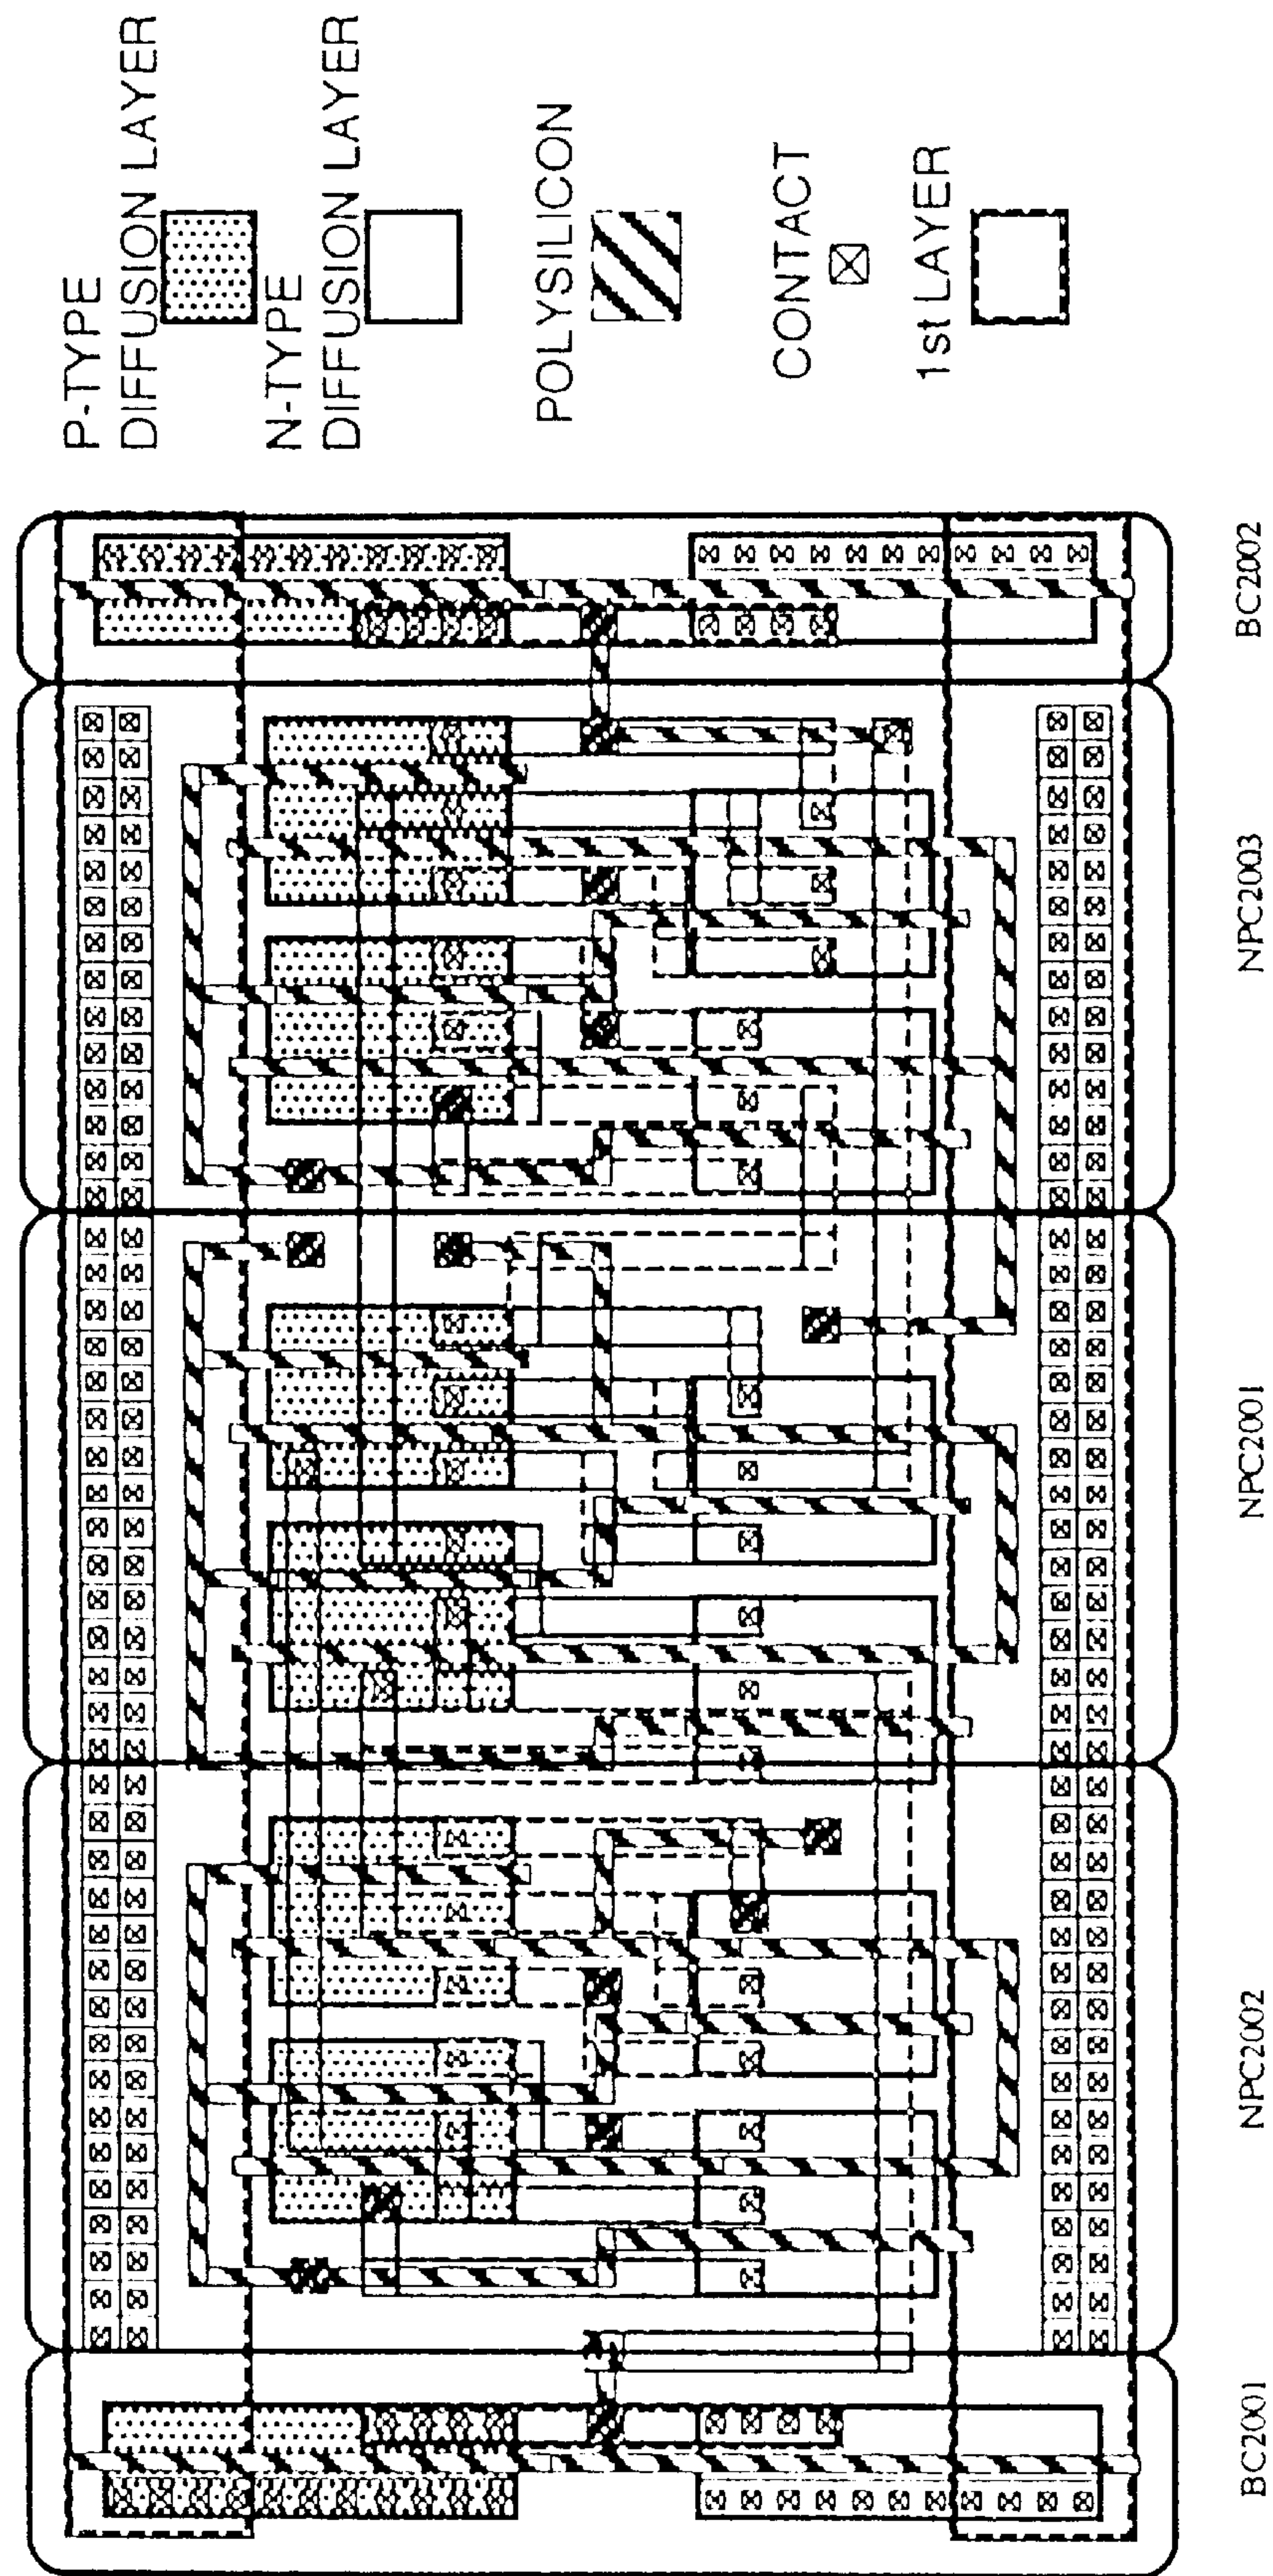 P-TYPE
DIFFUSION LAYER
N-TYPE
DIFFUSION LAYER
POLYSILICON
CONTACT
1st LAYER
BC2002
NPC2003
NPC2001
NPC2002
BC2001